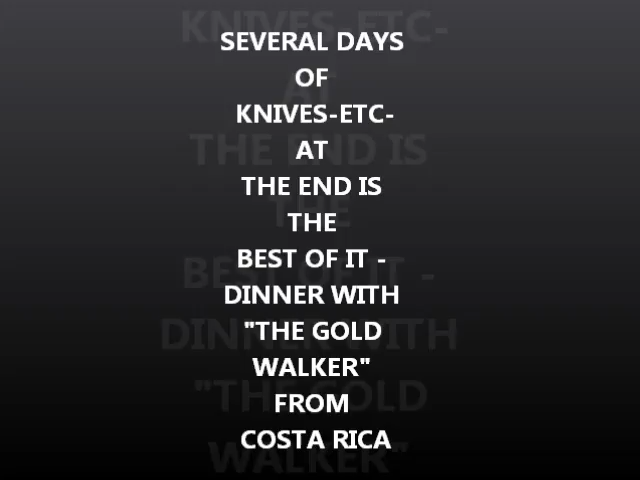 SEVERAL DAYS
OF
KNIVES-ETC-
AT
THE END IS
THE
BEST OF IT -
DINNER WITH
"THE GOLD
WALKER"
FROM
COSTA RICA